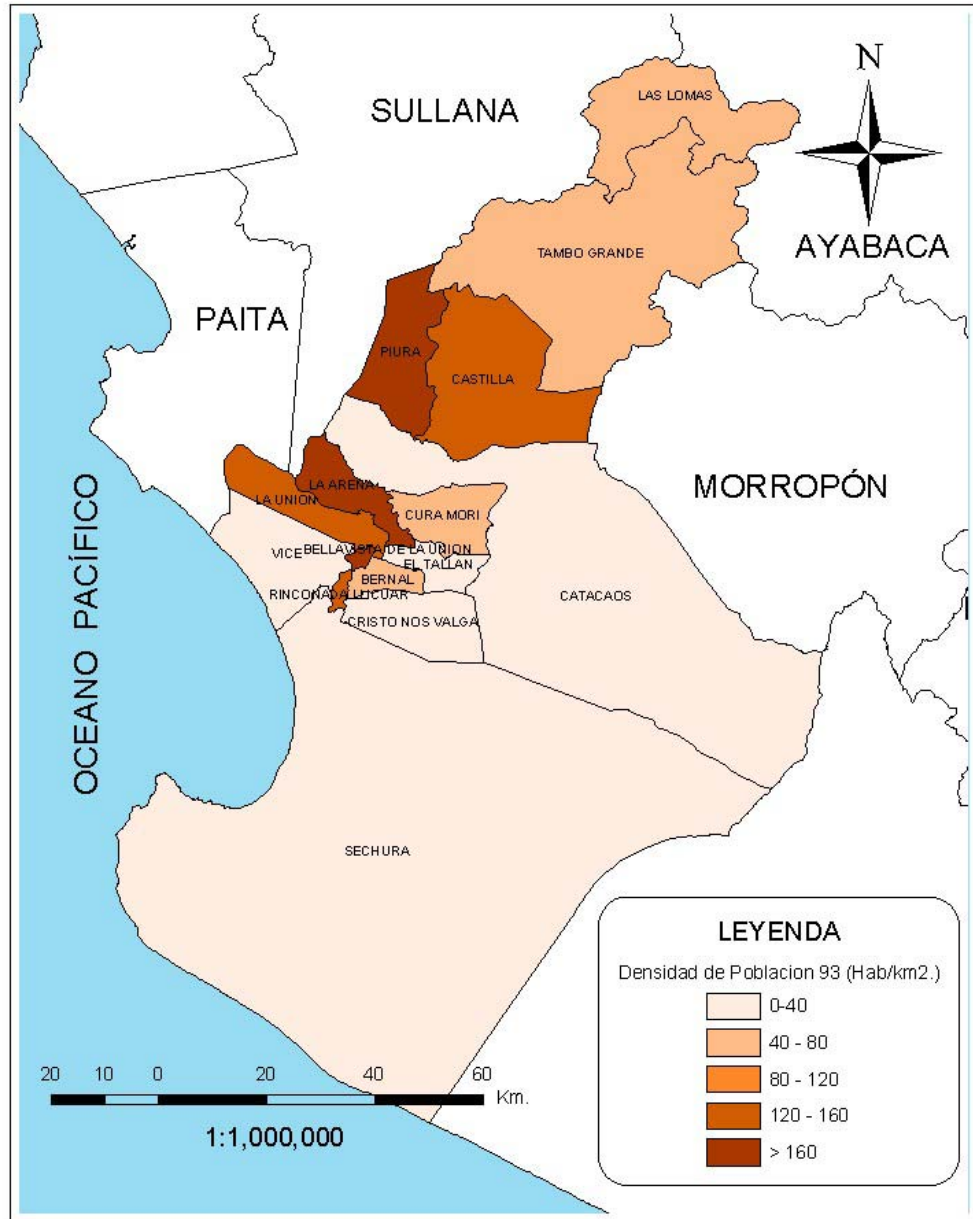 N
LAS LOMAS
SULLANA
TAMBO GRANDE
AYABACA
PAITA
PIURA
CASTILLA
MORROPÓN
LA ARENA
LA UNION
CURA MORI
VICE
BELLAVISTA DE LA UNION
EL TALLAN
BERNAL
RINCONADA LLICUAR
CATACAOS
CRISTO NOS VALGA
OCEANO PACÍFICO
SECHURA
LEYENDA
Densidad de Poblacion 93 (Hab/km2.)
0-40
40 - 80
80 - 120
120 - 160
> 160
20 10 0 20 40 60
Km.
1:1,000,000